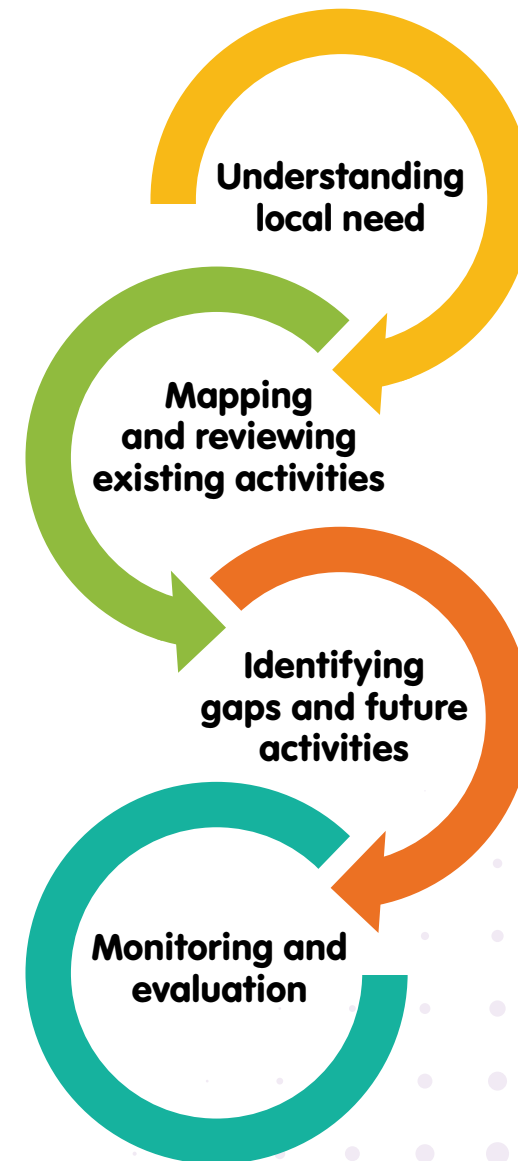 Understanding
local need
Mapping
and reviewing
existing activities
Identifying
gaps and future
activities
Monitoring and
evaluation